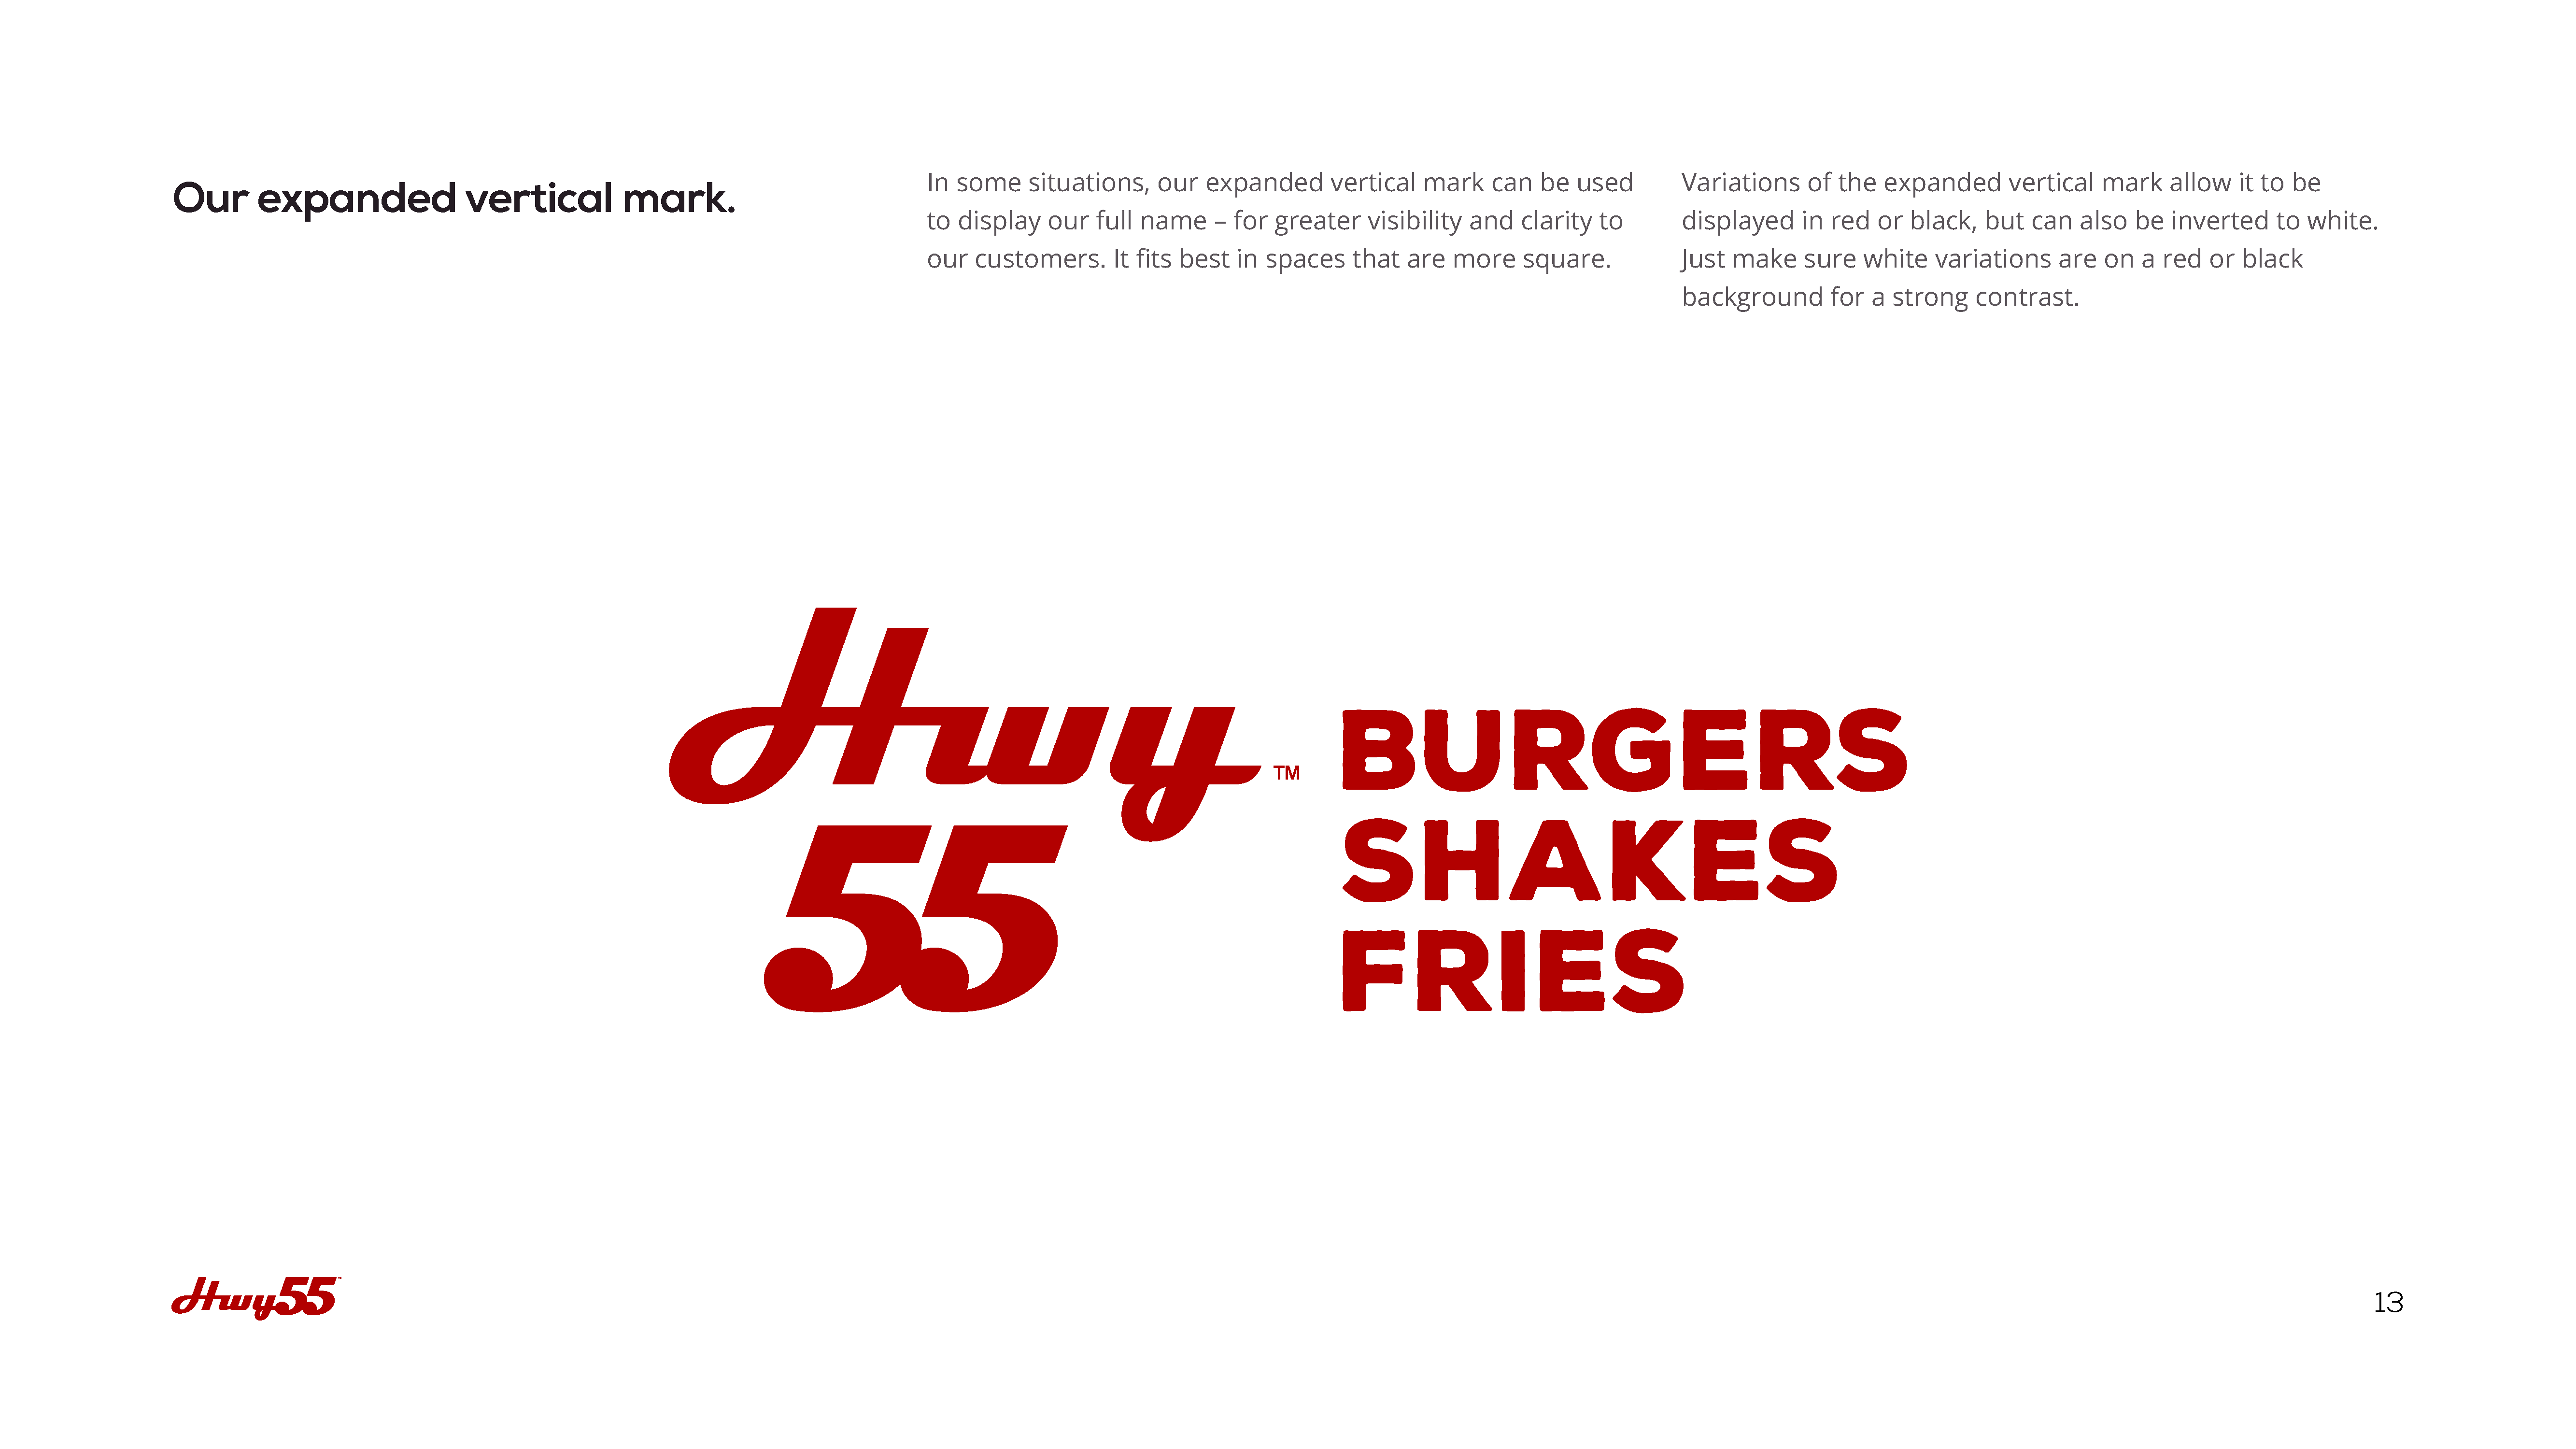 Our expanded vertical mark.
In some situations, our expanded vertical mark can be used
to display our full name – for greater visibility and clarity to
our customers. It fits best in spaces that are more square.
Variations of the expanded vertical mark allow it to be
displayed in red or black, but can also be inverted to white.
Just make sure white variations are on a red or black
background for a strong contrast.
Hwy™
55
BURGERS
SHAKES
FRIES
Hwy55™
13